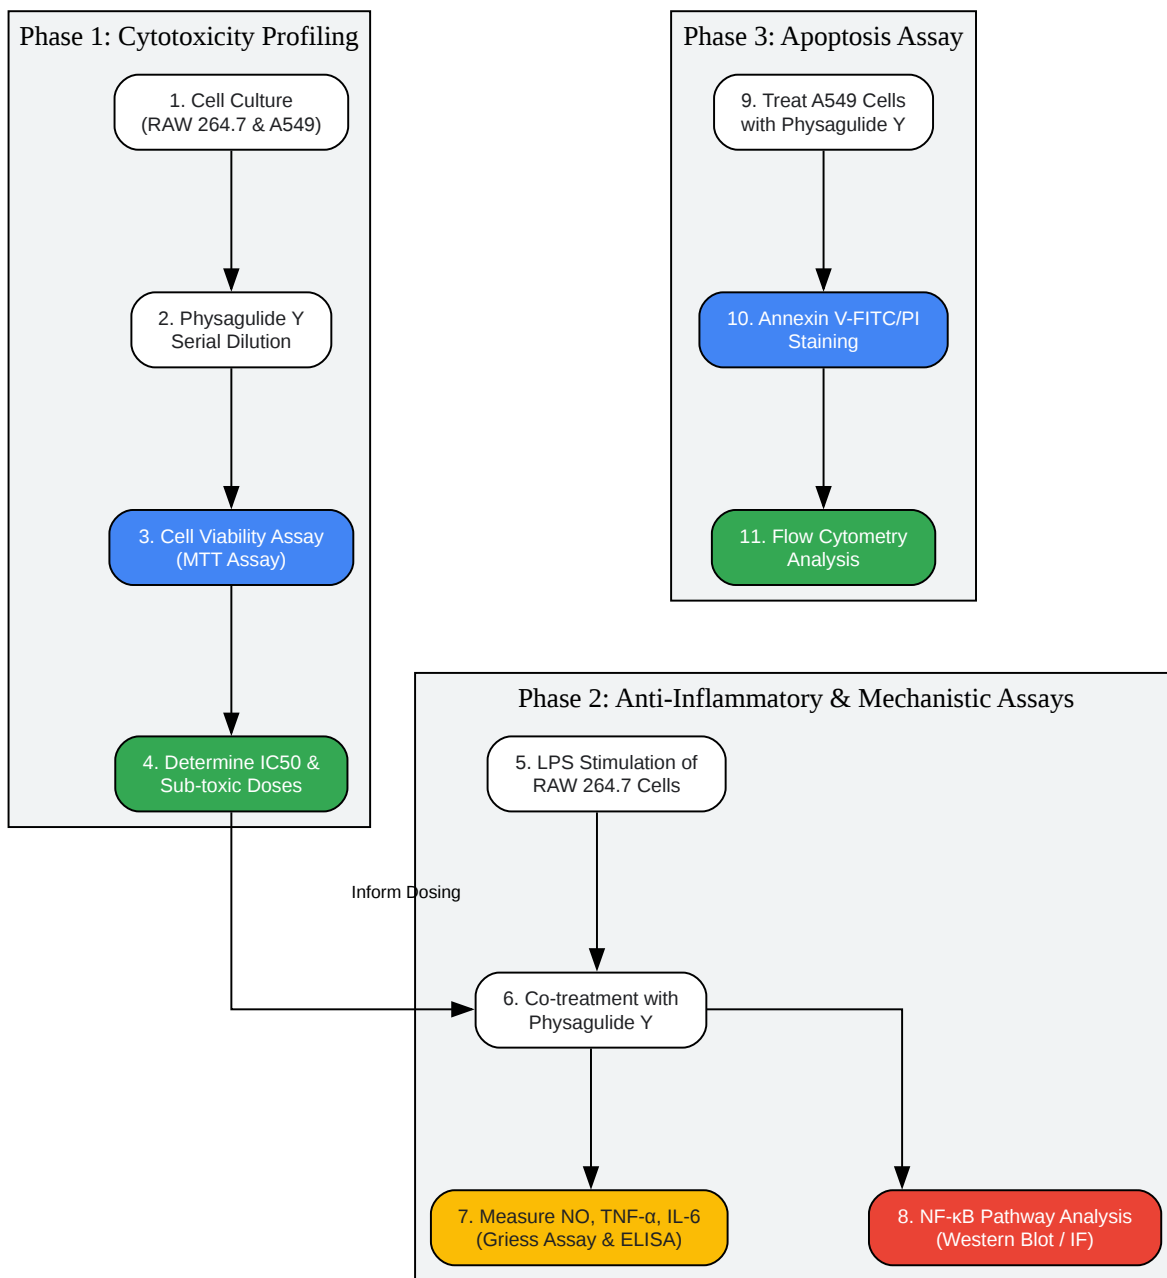 Phase 1: Cytotoxicity Profiling
1. Cell Culture
(RAW 264.7 & A549)
2. Physagulide Y
Serial Dilution
3. Cell Viability Assay
(MTT Assay)
4. Determine IC50 &
Sub-toxic Doses
Inform Dosing
Phase 3: Apoptosis Assay
9. Treat A549 Cells
with Physagulide Y
10. Annexin V-FITC/PI
Staining
11. Flow Cytometry
Analysis
Phase 2: Anti-Inflammatory & Mechanistic Assays
5. LPS Stimulation of
RAW 264.7 Cells
6. Co-treatment with
Physagulide Y
7. Measure NO, TNF-α, IL-6
(Griess Assay & ELISA)
8. NF-κB Pathway Analysis
(Western Blot / IF)